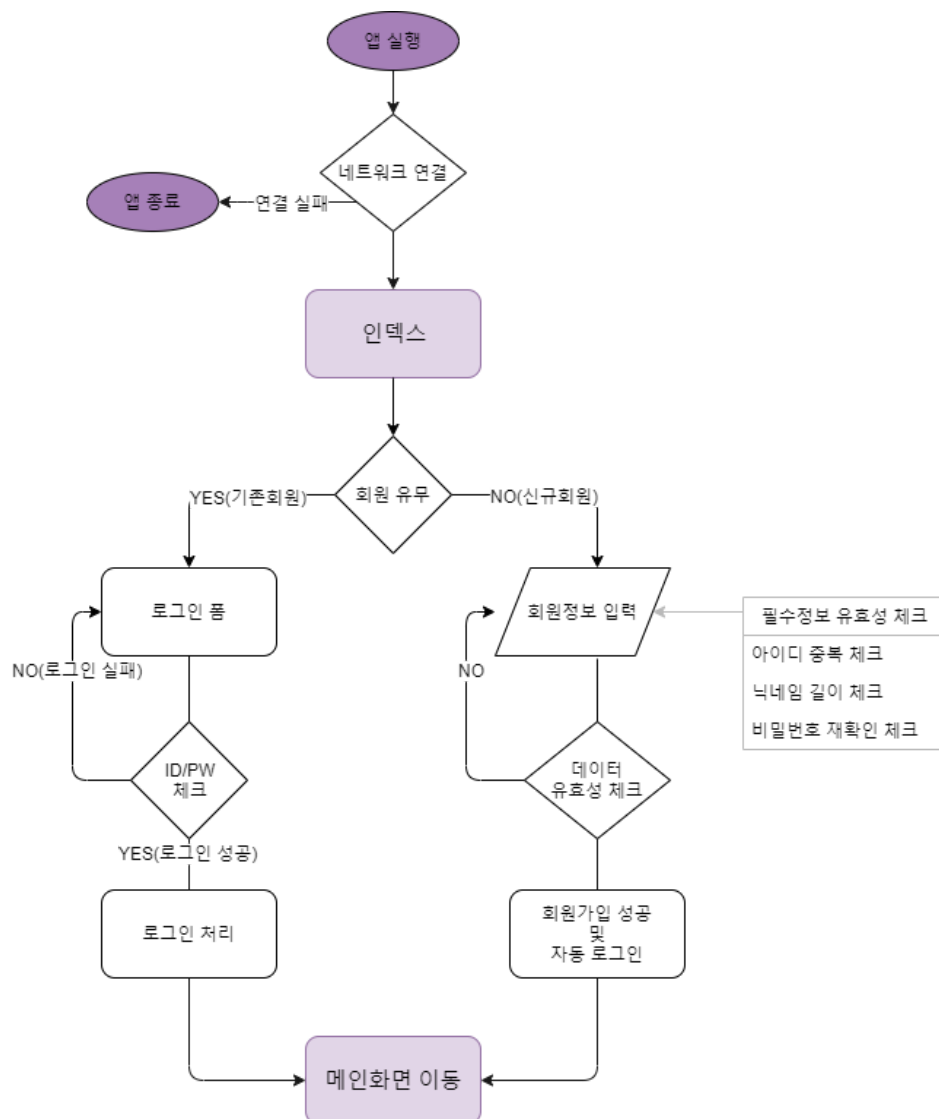 앱 실행
네트워크 연결
앱 종료
연결 실패
인덱스
회원 유무
YES(기존회원)
NO(신규회원)
로그인 폼
회원정보 입력
필수정보 유효성 체크
아이디 중복 체크
닉네임 길이 체크
비밀번호 재확인 체크
NO(로그인 실패)
NO
ID/PW
체크
데이터
유효성 체크
YES(로그인 성공)
로그인 처리
회원가입 성공
및
자동 로그인
메인화면 이동